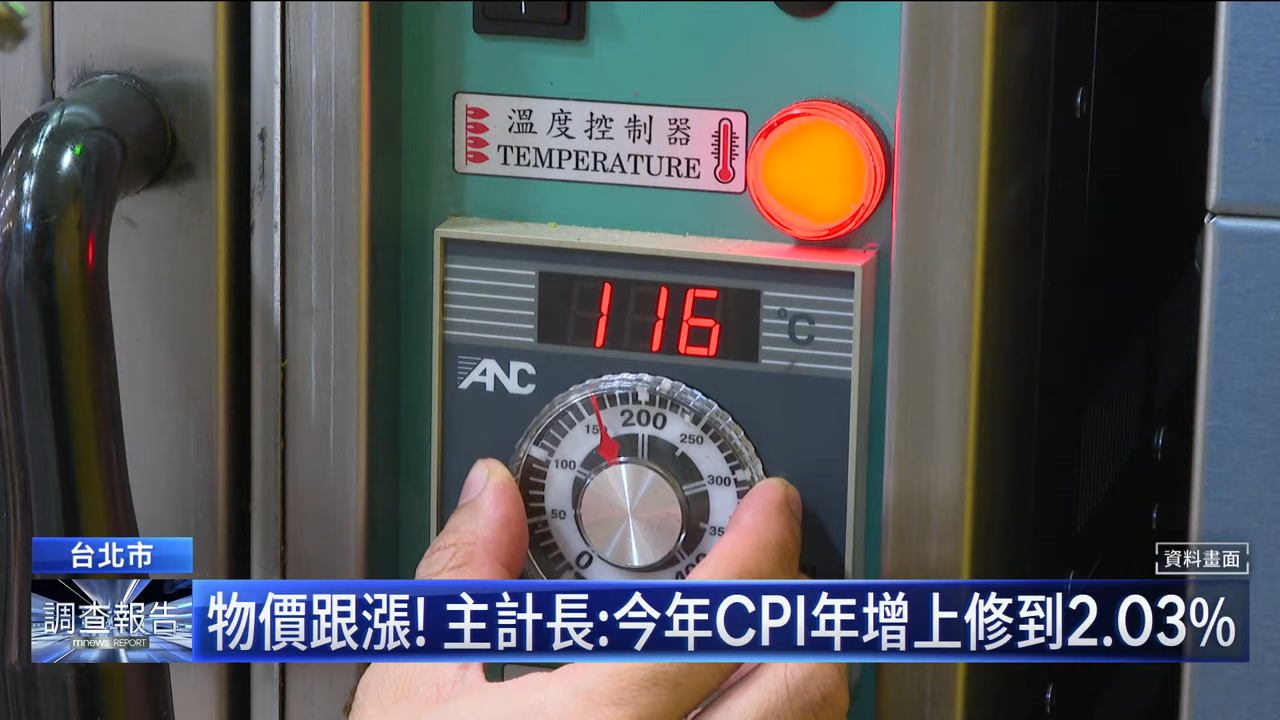 溫度控制器
TEMPERATURE
116
°C
ANC
150
200
250
100
300
50
0
台北市
資料畫面
調查報告
mnews REPORT
物價跟漲! 主計長:今年CPI年增上修到2.03%